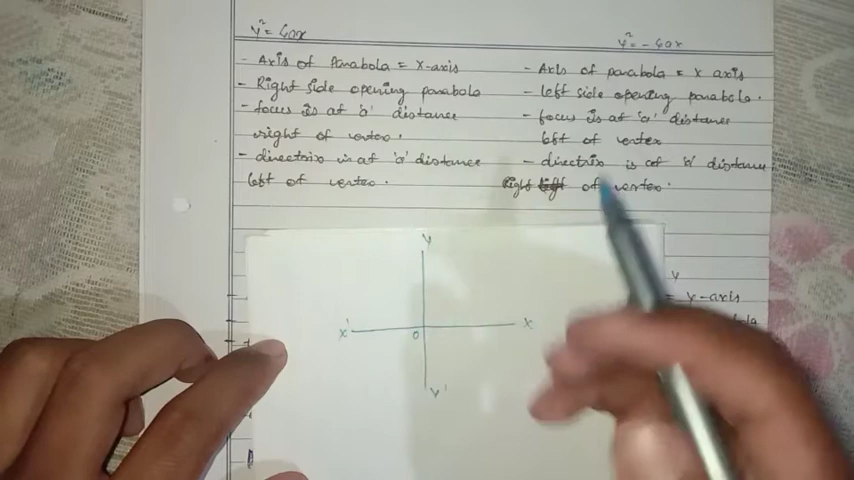 y² = 4ax
- Axis of Parabola = X-axis
- Right side opening parabola
- focus is at 'a' distance
right of vertex.
- directrix is at 'a' distance
left of vertex.
y² = - 4ax
- Axis of parabola = X axis
- left side opening parabola.
- focus is at 'a' distance
left of vertex
- directrix is at 'a' distance
Right of vertex.
Y
X' O X
Y'
y
= y-axis